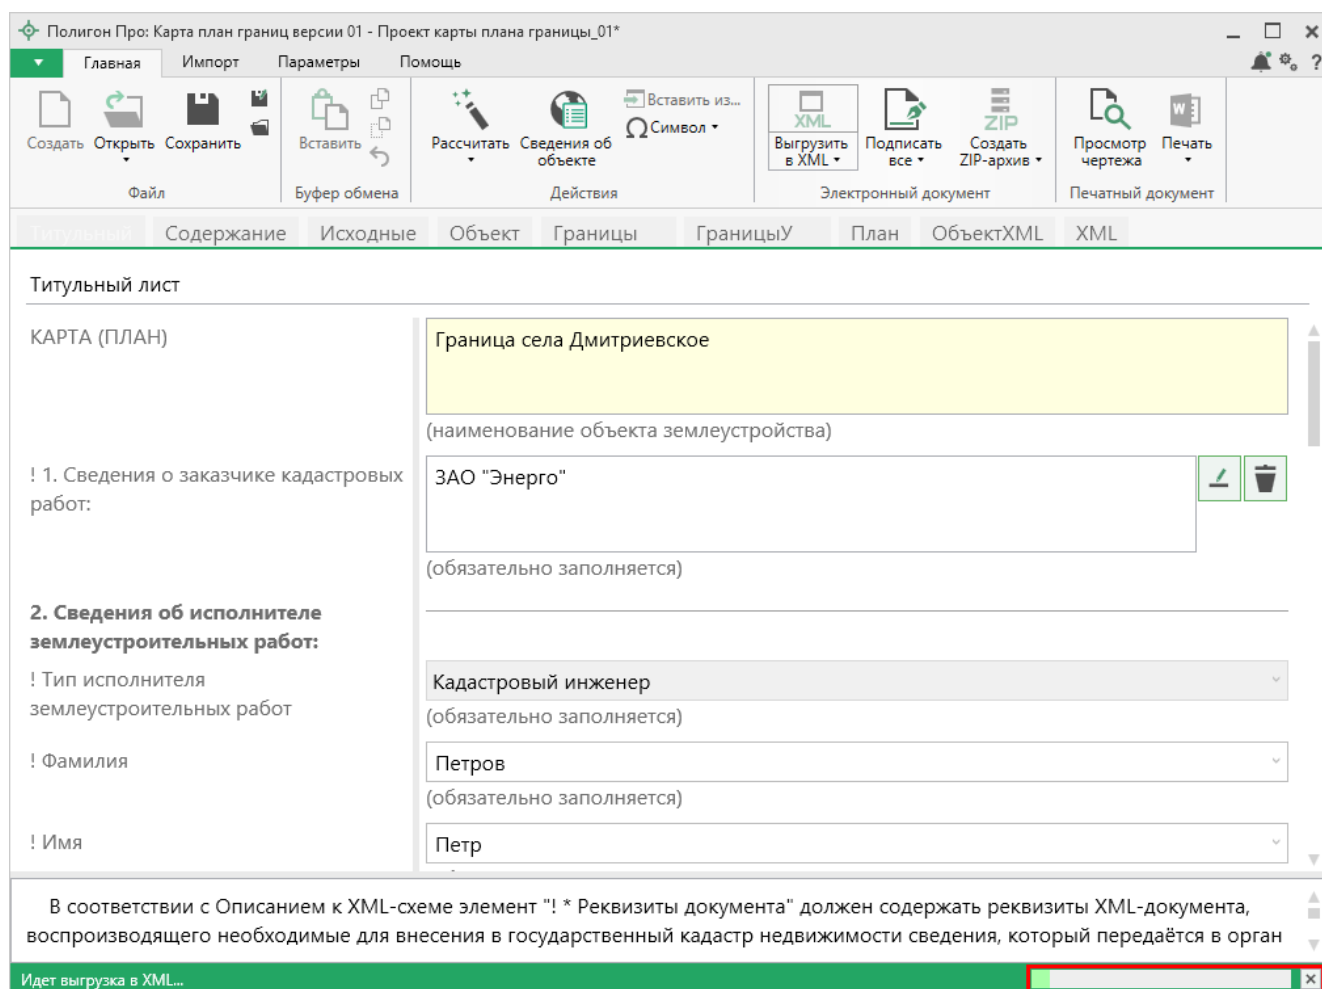 Полигон Про: Карта план границ версии 01 - Проект карты плана границы_01*
Главная Импорт Параметры Помощь
?
Создать Открыть Сохранить
Файл
Вставить
Буфер обмена
Рассчитать Сведения об объекте
Вставить из...
Символ
Действия
XML
Выгрузить в XML
Подписать все
ZIP
Создать ZIP-архив
Электронный документ
Просмотр чертежа
W
Печать
Печатный документ
Титульный Содержание Исходные Объект Границы ГраницыУ План ОбъектXML XML
Титульный лист
КАРТА (ПЛАН)
Граница села Дмитриевское
(наименование объекта землеустройства)
! 1. Сведения о заказчике кадастровых
работ:
ЗАО "Энерго"
(обязательно заполняется)
2. Сведения об исполнителе
землеустроительных работ:
! Тип исполнителя
землеустроительных работ
Кадастровый инженер
(обязательно заполняется)
! Фамилия
Петров
(обязательно заполняется)
! Имя
Петр
В соответствии с Описанием к XML-схеме элемент "! * Реквизиты документа" должен содержать реквизиты XML-документа,
воспроизводящего необходимые для внесения в государственный кадастр недвижимости сведения, который передаётся в орган
Идет выгрузка в XML...